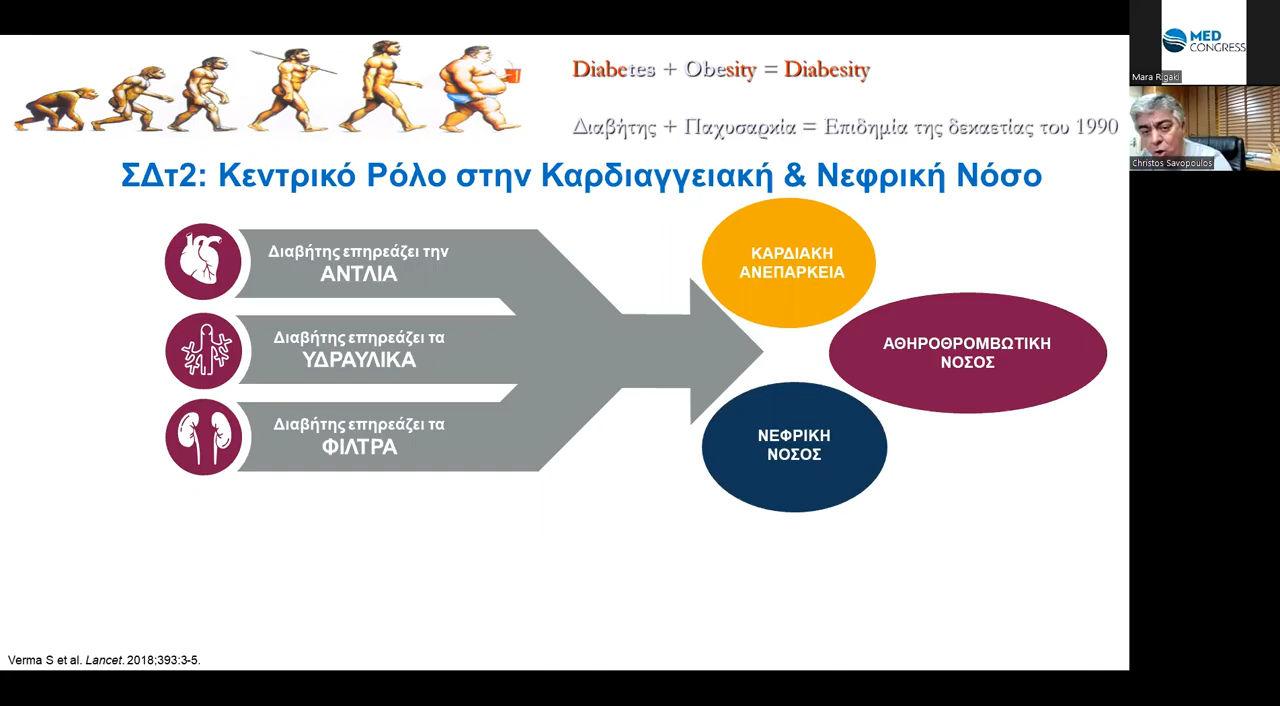 Diabetes + Obesity = Diabesity
Διαβήτης + Παχυσαρκία = Επιδημία της δεκαετίας του 1990
ΣΔτ2: Κεντρικό Ρόλο στην Καρδιαγγειακή & Νεφρική Νόσο
Διαβήτης επηρεάζει την
ΑΝΤΛΙΑ
Διαβήτης επηρεάζει τα
ΥΔΡΑΥΛΙΚΑ
Διαβήτης επηρεάζει τα
ΦΙΛΤΡΑ
ΚΑΡΔΙΑΚΗ
ΑΝΕΠΑΡΚΕΙΑ
ΑΘΗΡΟΘΡΟΜΒΩΤΙΚΗ
ΝΟΣΟΣ
ΝΕΦΡΙΚΗ
ΝΟΣΟΣ
Verma S et al. Lancet. 2018;393:3-5.
MED
CONGRESS
Mara Rigaki
Christos Savopoulos